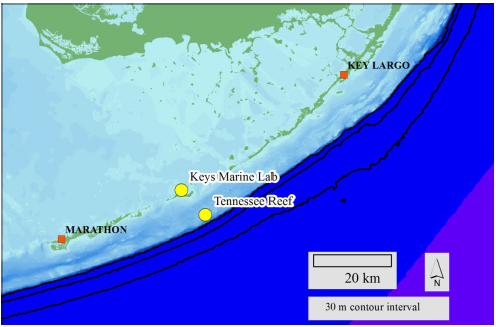 KEY LARGO
Keys Marine Lab
Tennessee Reef
MARATHON
20 km
N
30 m contour interval